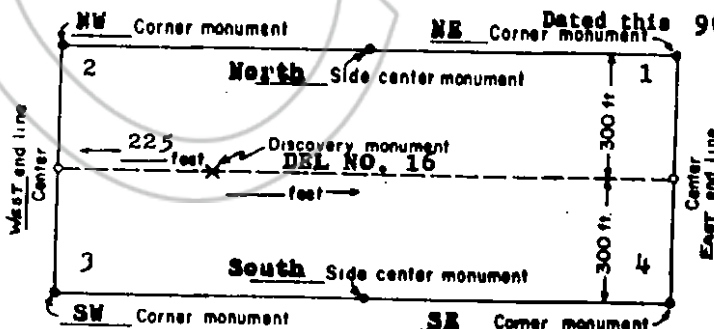 Dated this 9
NW Corner monument
NE Corner monument
2
North Side center monument
1
300 ft
225 feet
Discovery monument
DEL NO. 16
feet
WEST end line
Center
Center
EAST end line
300 ft.
3
South Side center monument
4
SW Corner monument
SE Corner monument